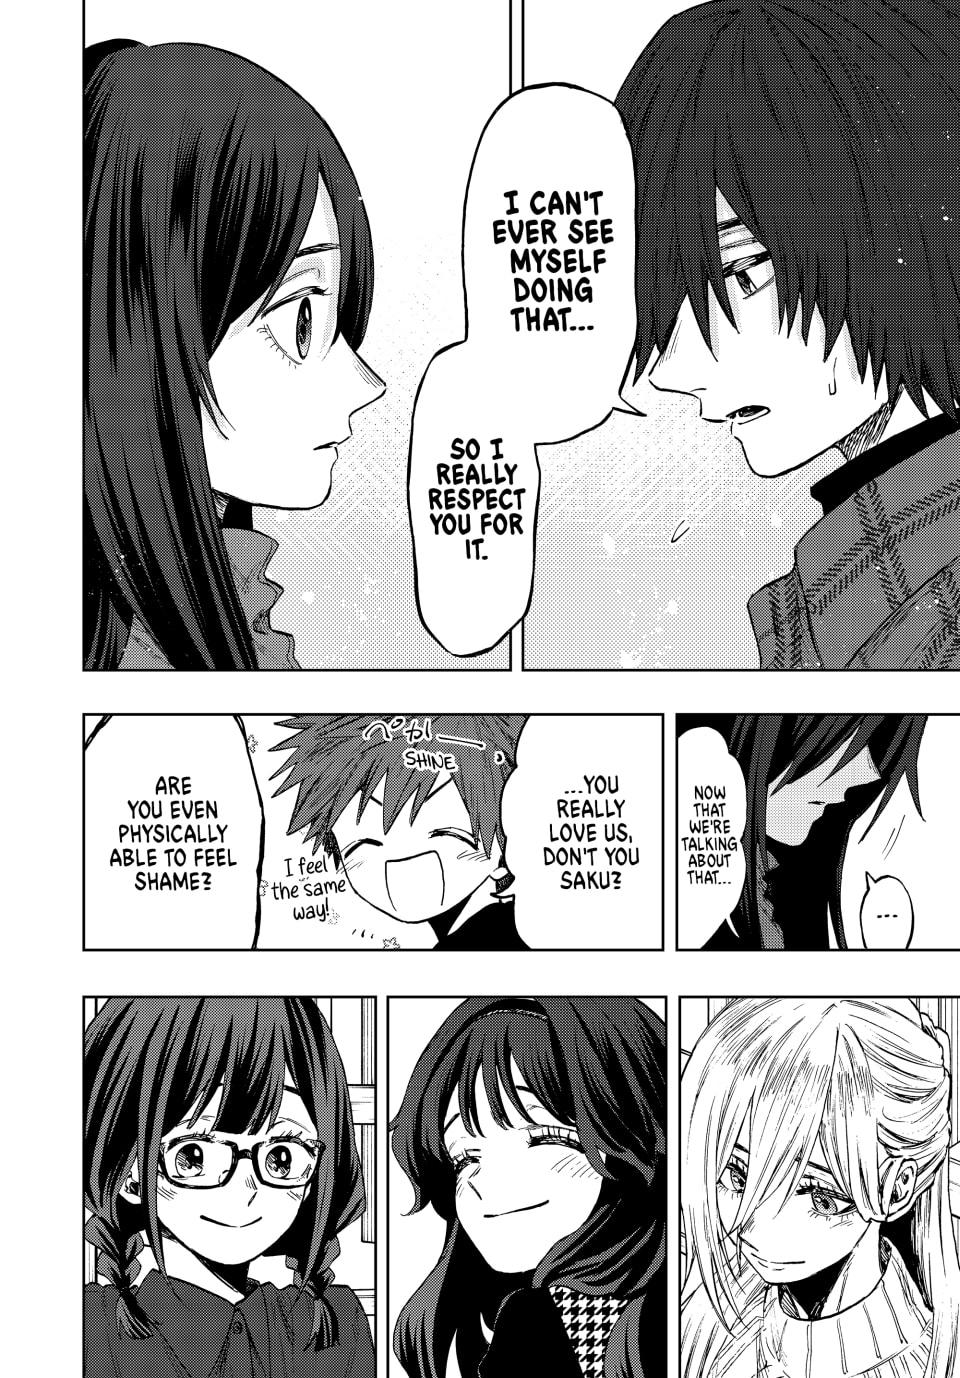 I CAN'T
EVER SEE
MYSELF
DOING
THAT...
SO I
REALLY
RESPECT
YOU FOR
IT.
NOW
THAT
WE'RE
TALKING
ABOUT
THAT...
...
...YOU
REALLY
LOVE US,
DON'T YOU
SAKU?
ペカー
SHINE
I feel
the same
way!
ARE
YOU EVEN
PHYSICALLY
ABLE TO FEEL
SHAME?